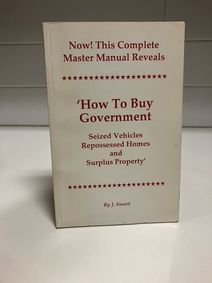 Now! This Complete
Master Manual Reveals
★★★★★★★★★★★★★★★★★★★★
'How To Buy
Government
Seized Vehicles
Repossessed Homes
and
Surplus Property'
★★★★★★★★★★★★★★★★★★★
By J. Smart